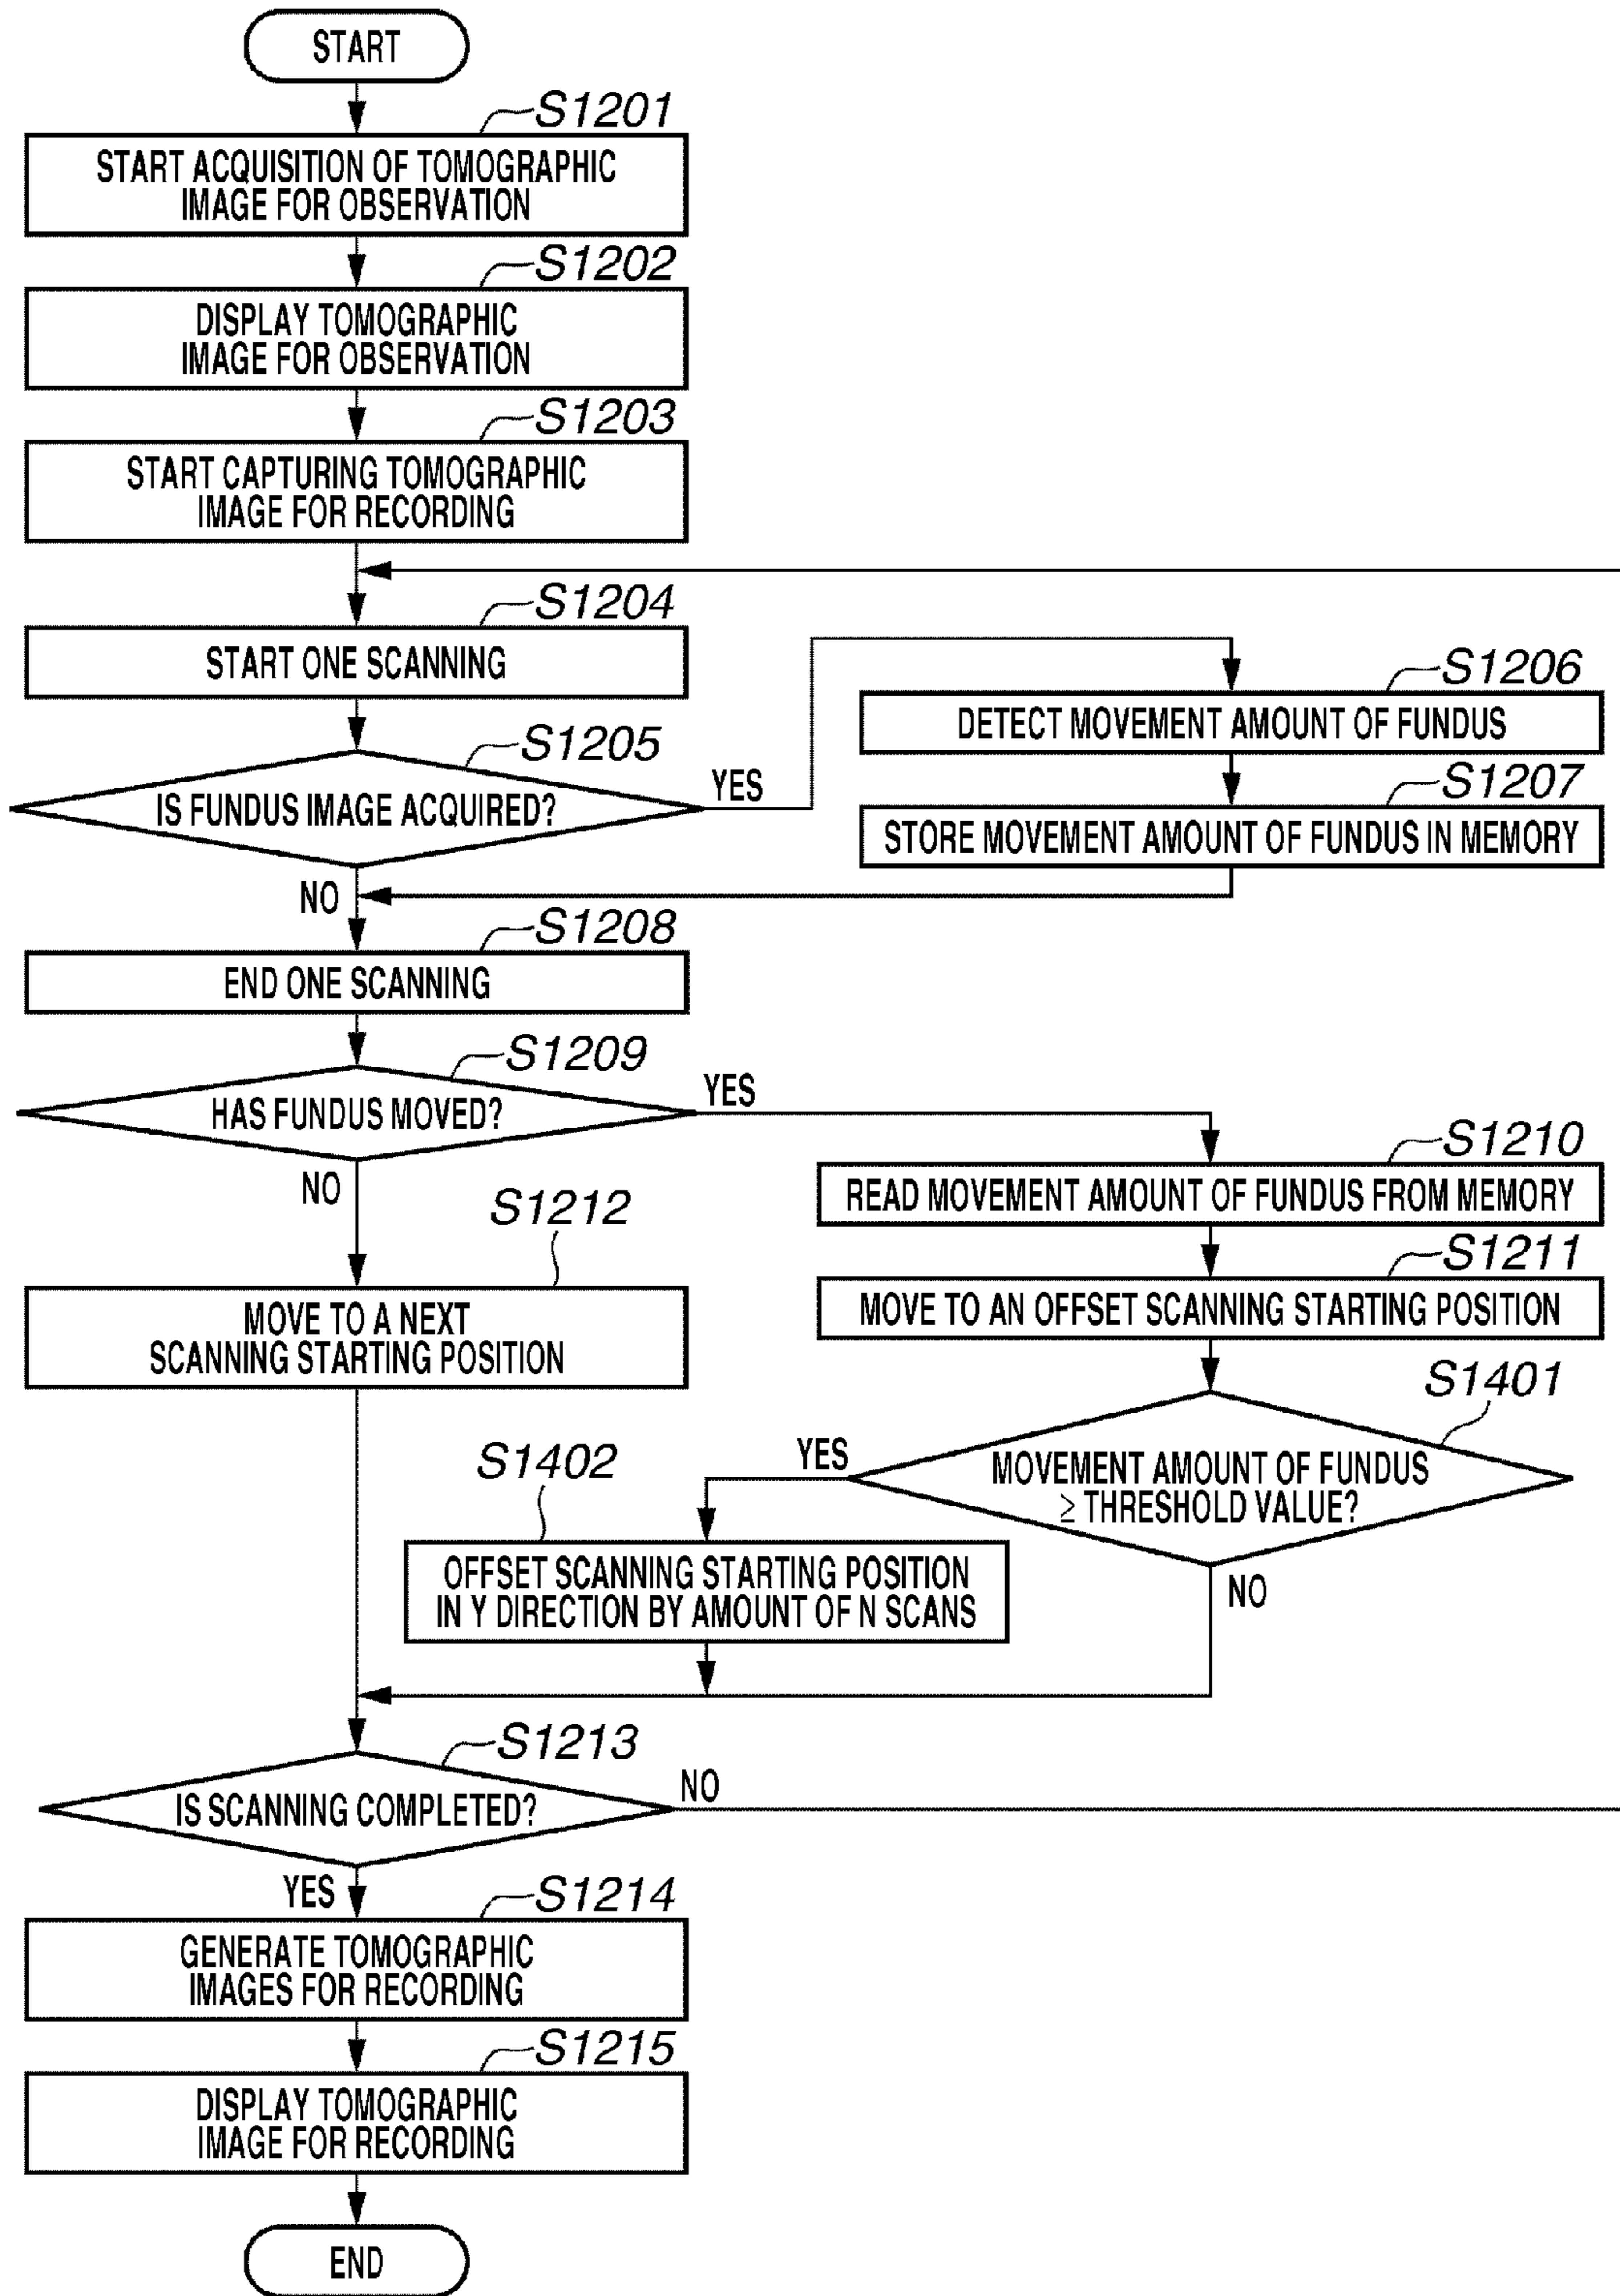 START
S1201
START ACQUISITION OF TOMOGRAPHIC
IMAGE FOR OBSERVATION
S1202
DISPLAY TOMOGRAPHIC
IMAGE FOR OBSERVATION
S1203
START CAPTURING TOMOGRAPHIC
IMAGE FOR RECORDING
S1204
START ONE SCANNING
S1205
IS FUNDUS IMAGE ACQUIRED?
YES
S1206
DETECT MOVEMENT AMOUNT OF FUNDUS
S1207
STORE MOVEMENT AMOUNT OF FUNDUS IN MEMORY
NO
S1208
END ONE SCANNING
S1209
HAS FUNDUS MOVED?
YES
S1210
READ MOVEMENT AMOUNT OF FUNDUS FROM MEMORY
S1211
MOVE TO AN OFFSET SCANNING STARTING POSITION
NO
S1212
MOVE TO A NEXT
SCANNING STARTING POSITION
S1401
MOVEMENT AMOUNT OF FUNDUS
≥ THRESHOLD VALUE?
YES
S1402
OFFSET SCANNING STARTING POSITION
IN Y DIRECTION BY AMOUNT OF N SCANS
NO
S1213
IS SCANNING COMPLETED?
NO
YES
S1214
GENERATE TOMOGRAPHIC
IMAGES FOR RECORDING
S1215
DISPLAY TOMOGRAPHIC
IMAGE FOR RECORDING
END